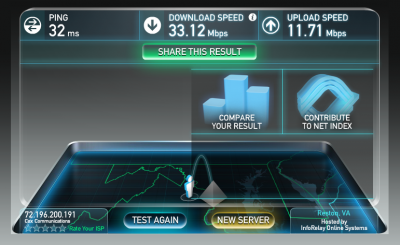 PING
32 ms
DOWNLOAD SPEED
33.12 Mbps
UPLOAD SPEED
11.71 Mbps
SHARE THIS RESULT
COMPARE
YOUR RESULT
CONTRIBUTE
TO NET INDEX
72.196.200.191
Cox Communications
Rate Your ISP
TEST AGAIN
NEW SERVER
Reston, VA
Hosted by
InfoRelay Online Systems